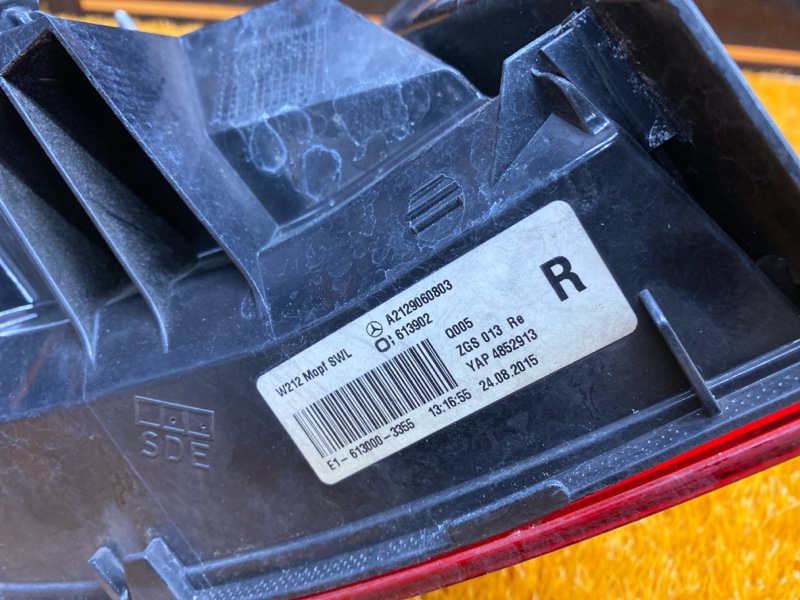 A2129060803
613902
W212 Mopf SWL
Q005
ZGS 013 Re
YAP 4852913
R
E1-613000-3355
13:16:55
24.08.2015
SDE